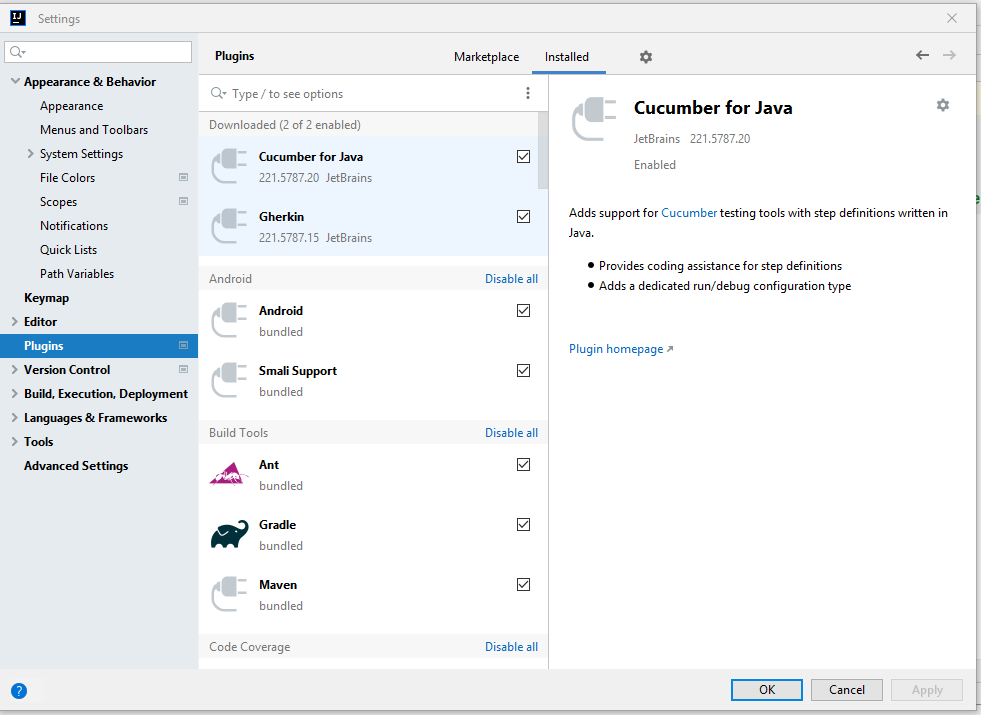 Settings
Appearance & Behavior
Appearance
Menus and Toolbars
System Settings
File Colors
Scopes
Notifications
Quick Lists
Path Variables
Keymap
Editor
Plugins
Version Control
Build, Execution, Deployment
Languages & Frameworks
Tools
Advanced Settings
Plugins
Marketplace
Installed
Type / to see options
Downloaded (2 of 2 enabled)
Cucumber for Java
221.5787.20 JetBrains
Gherkin
221.5787.15 JetBrains
Android
Disable all
Android
bundled
Smali Support
bundled
Build Tools
Disable all
Ant
bundled
Gradle
bundled
Maven
bundled
Code Coverage
Disable all
Cucumber for Java
JetBrains 221.5787.20
Enabled
Adds support for Cucumber testing tools with step definitions written in
Java.
• Provides coding assistance for step definitions
• Adds a dedicated run/debug configuration type
Plugin homepage ↗
?
OK
Cancel
Apply